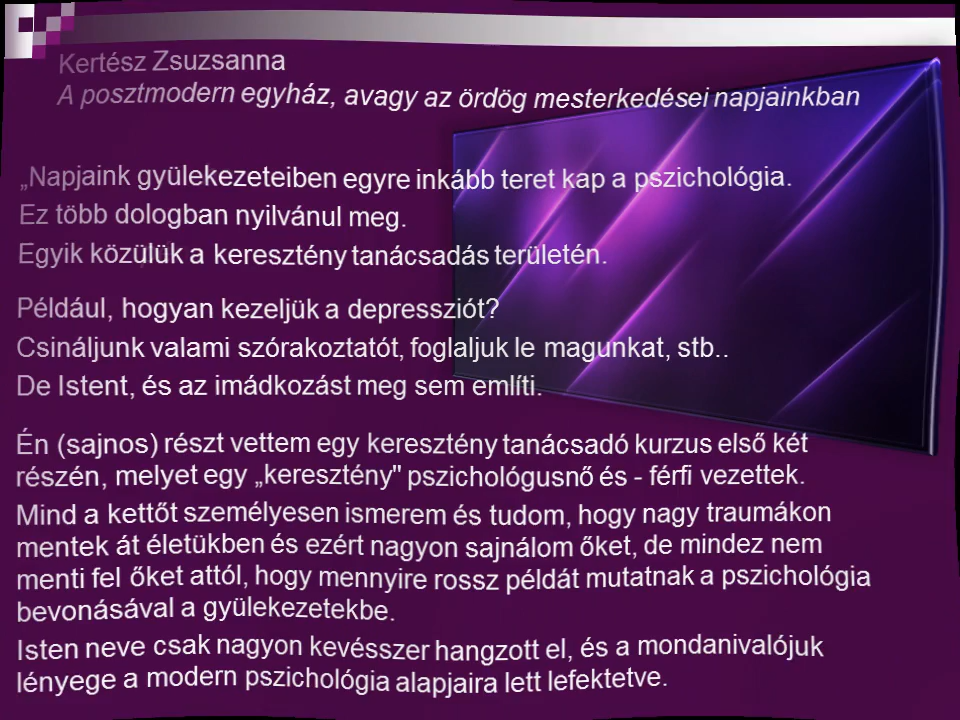 Kertész Zsuzsanna
A posztmodern egyház, avagy az ördög mesterkedései napjainkban
„Napjaink gyülekezeteiben egyre inkább teret kap a pszichológia.
Ez több dologban nyilvánul meg.
Egyik közülük a keresztény tanácsadás területén.
Például, hogyan kezeljük a depressziót?
Csináljunk valami szórakoztatót, foglaljuk le magunkat, stb..
De Istent, és az imádkozást meg sem említi.
Én (sajnos) részt vettem egy keresztény tanácsadó kurzus első két
részén, melyet egy „keresztény" pszichológusnő és - férfi vezettek.
Mind a kettőt személyesen ismerem és tudom, hogy nagy traumákon
mentek át életükben és ezért nagyon sajnálom őket, de mindez nem
menti fel őket attól, hogy mennyire rossz példát mutatnak a pszichológia
bevonásával a gyülekezetekbe.
Isten neve csak nagyon kevésszer hangzott el, és a mondanivalójuk
lényege a modern pszichológia alapjaira lett lefektetve.